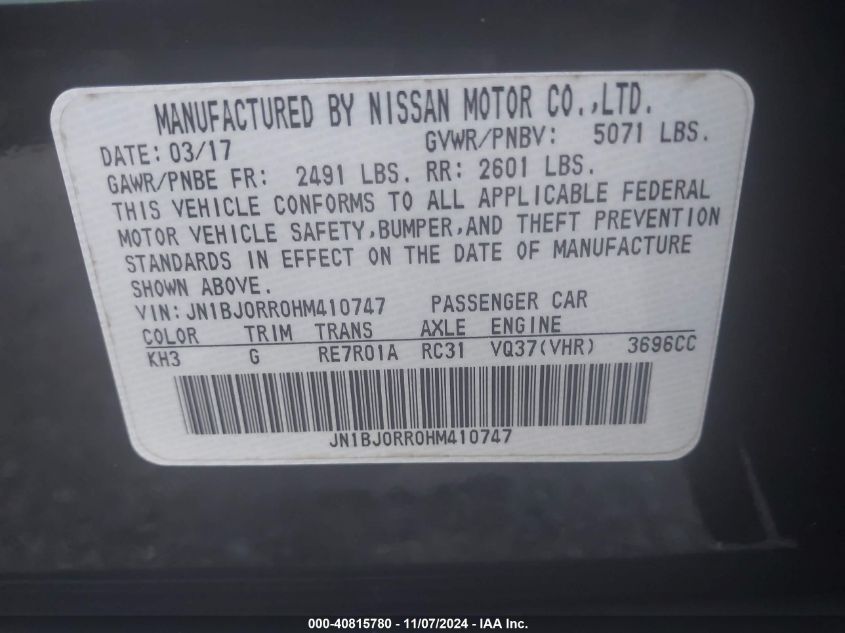 MANUFACTURED BY NISSAN MOTOR CO.,LTD.
DATE: 03/17 GVWR/PNBV: 5071 LBS.
GAWR/PNBE FR: 2491 LBS. RR: 2601 LBS.
THIS VEHICLE CONFORMS TO ALL APPLICABLE FEDERAL
MOTOR VEHICLE SAFETY,BUMPER,AND THEFT PREVENTION
STANDARDS IN EFFECT ON THE DATE OF MANUFACTURE
SHOWN ABOVE.
VIN: JN1BJ0RR0HM410747 PASSENGER CAR
COLOR TRIM TRANS AXLE ENGINE
KH3 G RE7R01A RC31 VQ37(VHR) 3696CC
JN1BJ0RR0HM410747
000-40815780 - 11/07/2024 - IAA Inc.